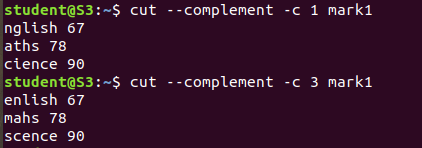 student@S3:~$ cut --complement -c 1 mark1
nglish 67
aths 78
cience 90
student@S3:~$ cut --complement -c 3 mark1
enlish 67
mahs 78
scence 90